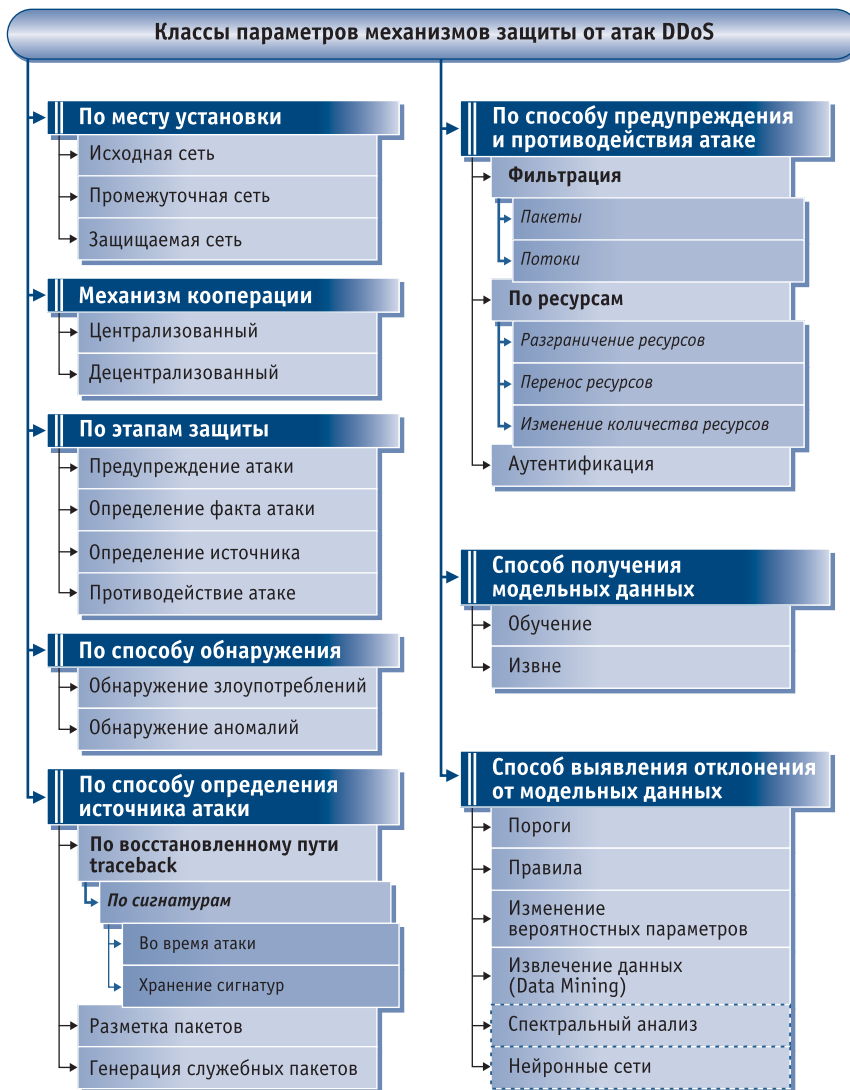 Классы параметров механизмов защиты от атак DDoS
По месту установки
Исходная сеть
Промежуточная сеть
Защищаемая сеть
Механизм кооперации
Централизованный
Децентрализованный
По этапам защиты
Предупреждение атаки
Определение факта атаки
Определение источника
Противодействие атаке
По способу обнаружения
Обнаружение злоупотреблений
Обнаружение аномалий
По способу определения
источника атаки
По восстановленному пути
traceback
По сигнатурам
Во время атаки
Хранение сигнатур
Разметка пакетов
Генерация служебных пакетов
По способу предупреждения
и противодействия атаке
Фильтрация
Пакеты
Потоки
По ресурсам
Разграничение ресурсов
Перенос ресурсов
Изменение количества ресурсов
Аутентификация
Способ получения
модельных данных
Обучение
Извне
Способ выявления отклонения
от модельных данных
Пороги
Правила
Изменение
вероятностных параметров
Извлечение данных
(Data Mining)
Спектральный анализ
Нейронные сети